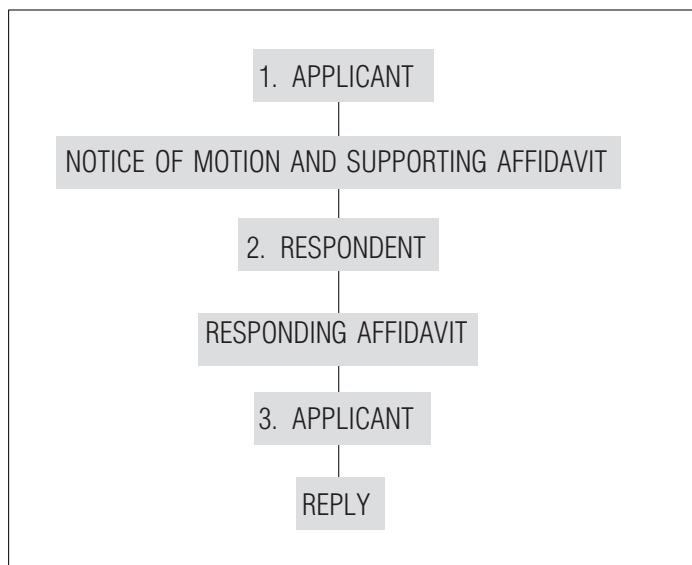 1. APPLICANT
NOTICE OF MOTION AND SUPPORTING AFFIDAVIT
2. RESPONDENT
RESPONDING AFFIDAVIT
3. APPLICANT
REPLY